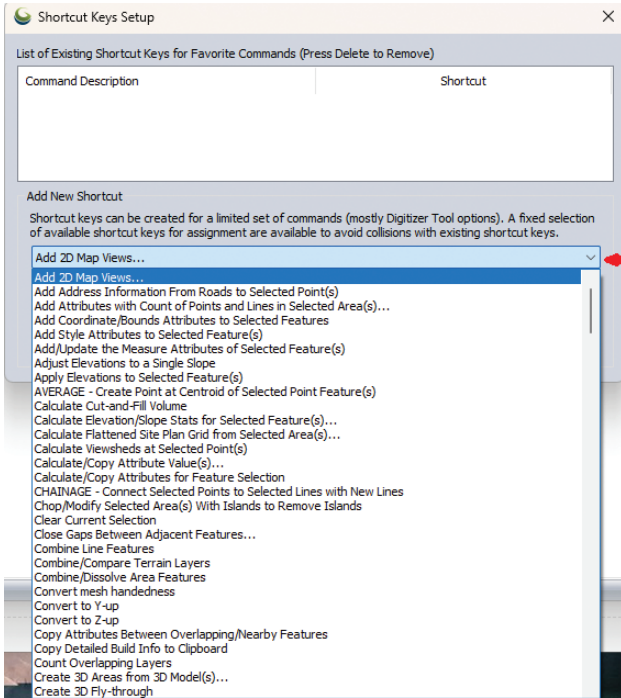 Shortcut Keys Setup
List of Existing Shortcut Keys for Favorite Commands (Press Delete to Remove)
Command Description Shortcut
Add New Shortcut
Shortcut keys can be created for a limited set of commands (mostly Digitizer Tool options). A fixed selection
of available shortcut keys for assignment are available to avoid collisions with existing shortcut keys.
Add 2D Map Views...
Add 2D Map Views...
Add Address Information From Roads to Selected Point(s)
Add Attributes with Count of Points and Lines in Selected Area(s)...
Add Coordinate/Bounds Attributes to Selected Features
Add Style Attributes to Selected Feature(s)
Add/Update the Measure Attributes of Selected Feature(s)
Adjust Elevations to a Single Slope
Apply Elevations to Selected Feature(s)
AVERAGE - Create Point at Centroid of Selected Point Feature(s)
Calculate Cut-and-Fill Volume
Calculate Elevation/Slope Stats for Selected Feature(s)...
Calculate Flattened Site Plan Grid from Selected Area(s)...
Calculate Viewsheds at Selected Point(s)
Calculate/Copy Attribute Value(s)...
Calculate/Copy Attributes for Feature Selection
CHAINAGE - Connect Selected Points to Selected Lines with New Lines
Chop/Modify Selected Area(s) With Islands to Remove Islands
Clear Current Selection
Close Gaps Between Adjacent Features...
Combine Line Features
Combine/Compare Terrain Layers
Combine/Dissolve Area Features
Convert mesh handedness
Convert to Y-up
Convert to Z-up
Copy Attributes Between Overlapping/Nearby Features
Copy Detailed Build Info to Clipboard
Count Overlapping Layers
Create 3D Areas from 3D Model(s)...
Create 3D Fly-through